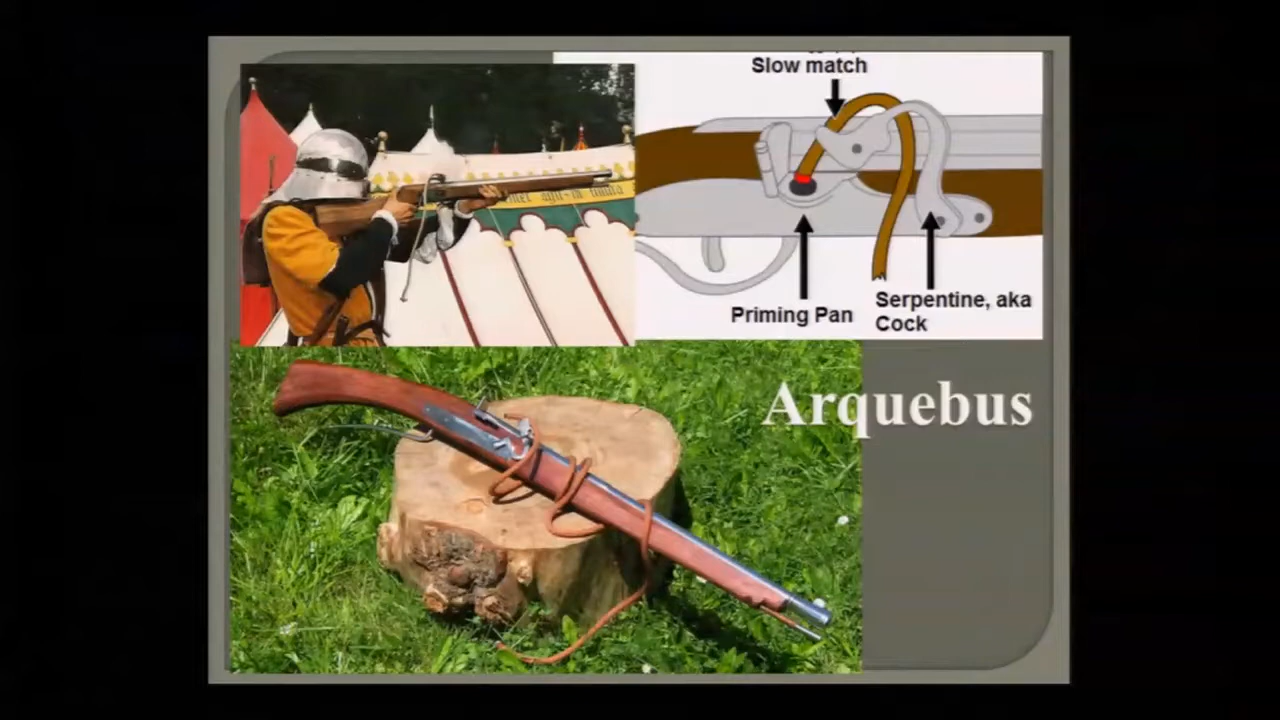 Slow match
Priming Pan
Serpentine, aka
Cock
Arquebus